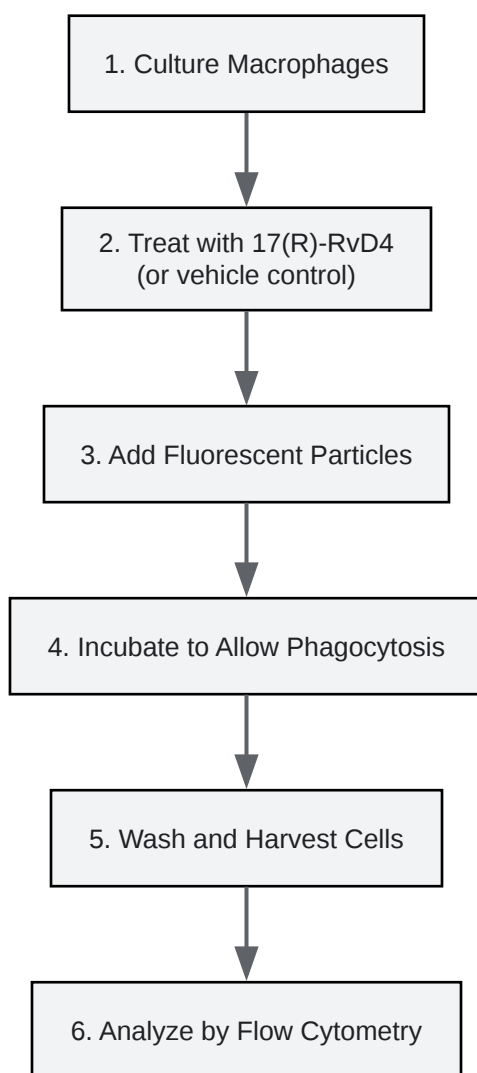 1. Culture Macrophages
2. Treat with 17(R)-RvD4
(or vehicle control)
3. Add Fluorescent Particles
4. Incubate to Allow Phagocytosis
5. Wash and Harvest Cells
6. Analyze by Flow Cytometry